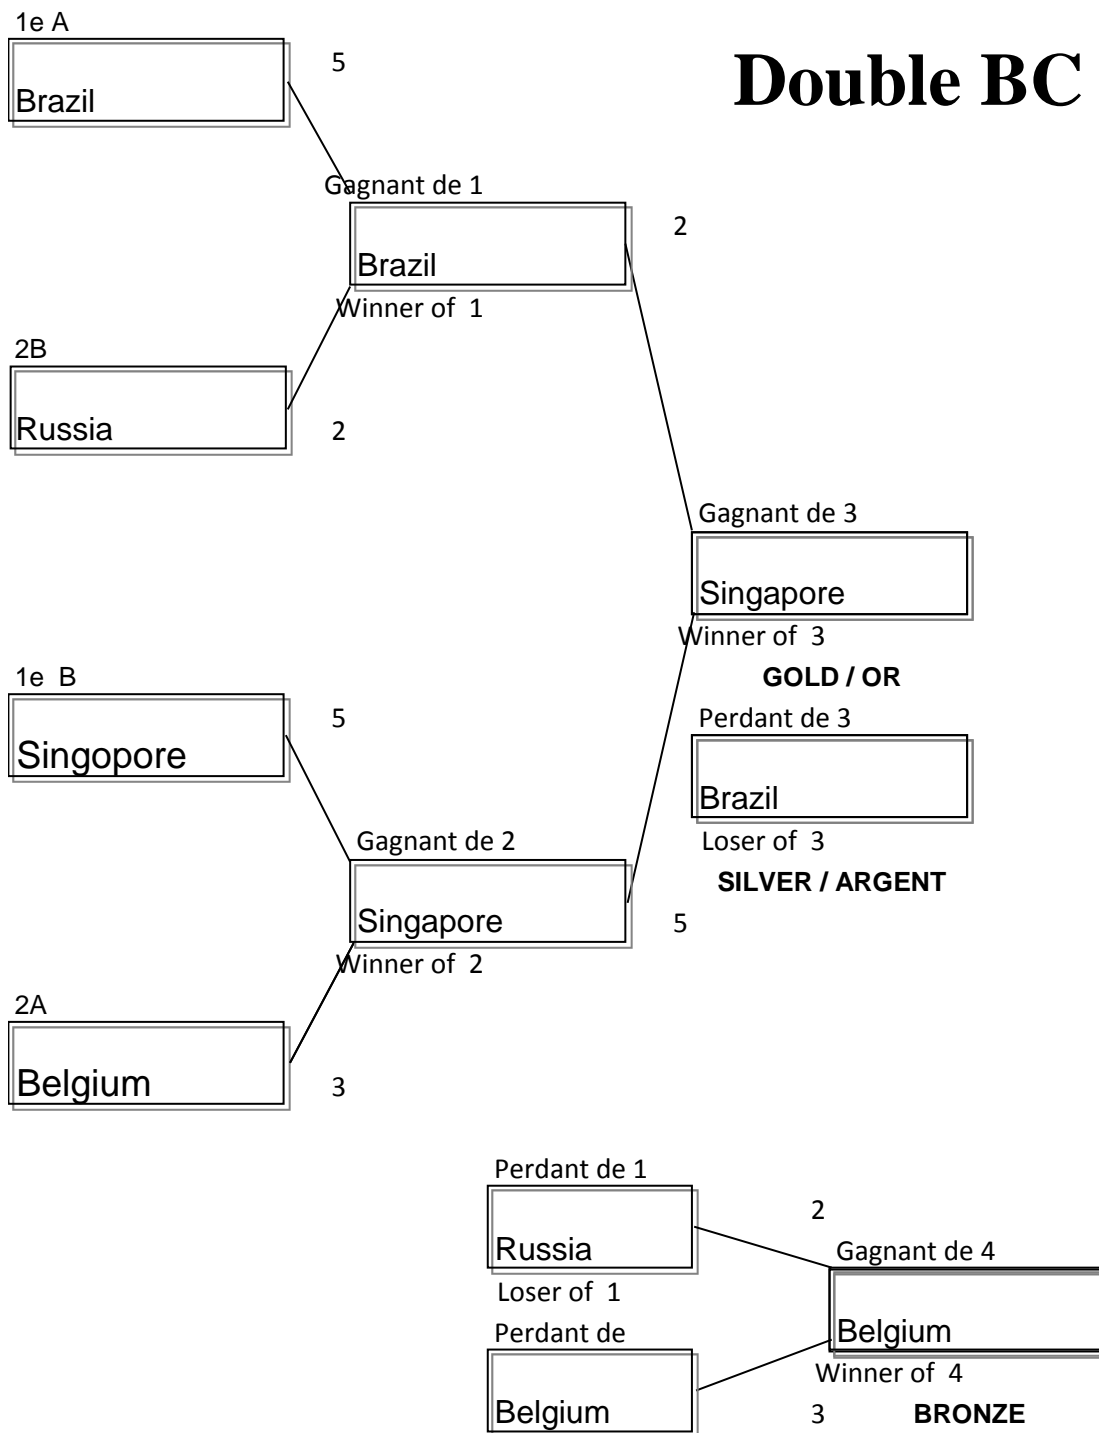 1e A
5
Double BC
Brazil
Gagnant de 1
2
Brazil
Winner of 1
2B
Russia
2
Gagnant de 3
Singapore
Winner of 3
GOLD / OR
1e B
5
Singopore
Perdant de 3
Brazil
Loser of 3
SILVER / ARGENT
Gagnant de 2
Singapore
5
Winner of 2
2A
Belgium
3
Perdant de 1
2
Russia
Gagnant de 4
Loser of 1
Perdant de
Belgium
Winner of 4
Belgium
3
BRONZE